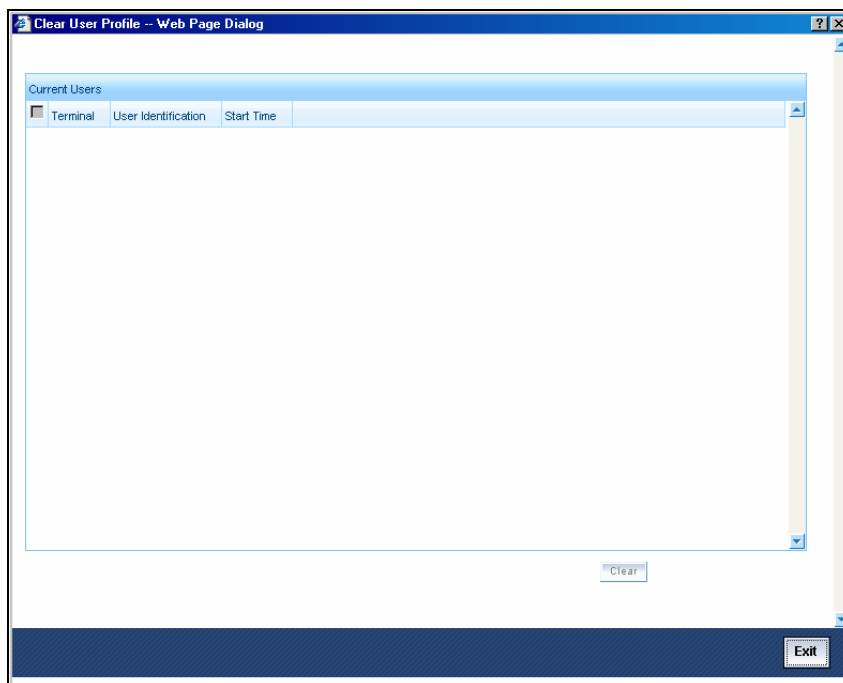 Clear User Profile -- Web Page Dialog
Current Users
Terminal User Identification Start Time
Clear
Exit